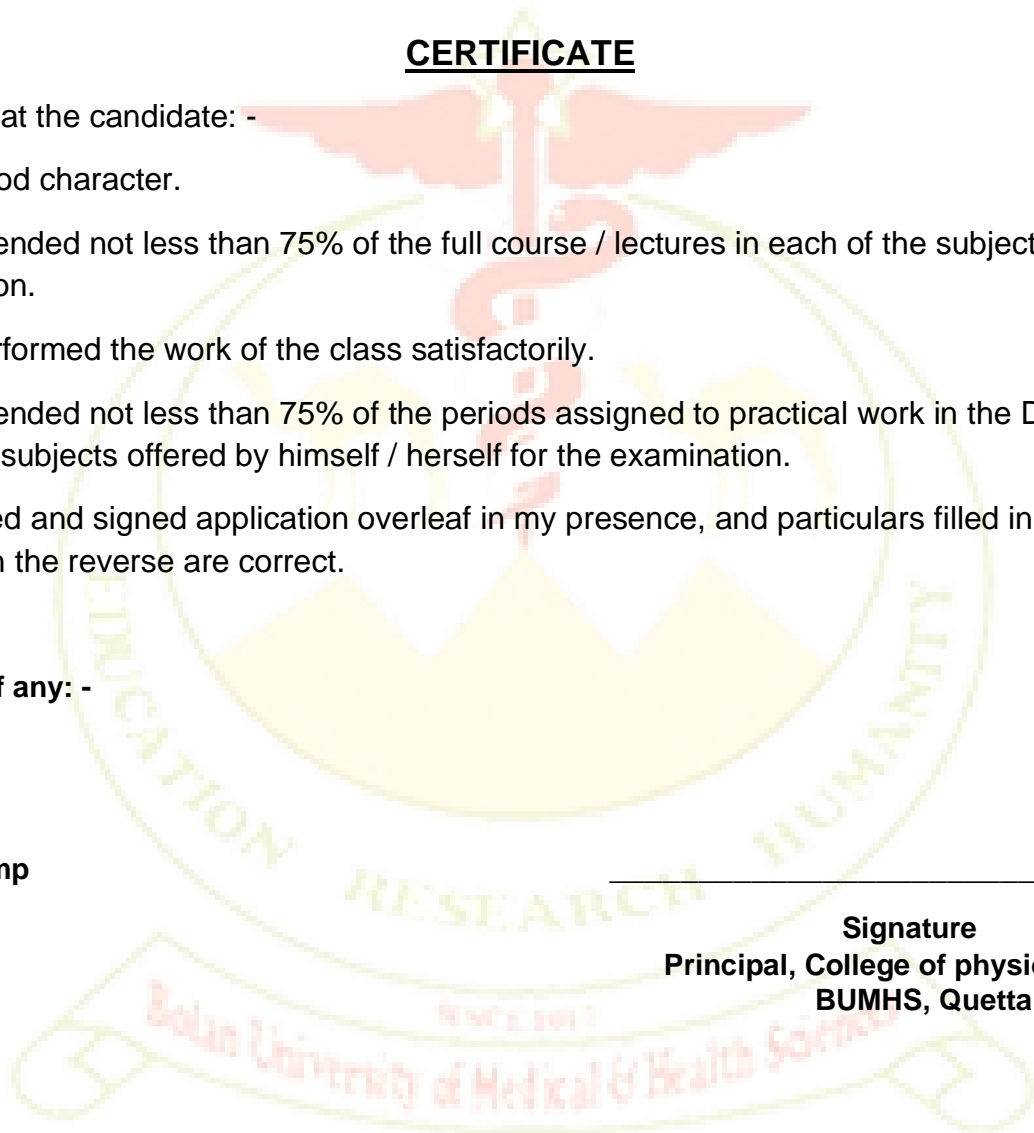 CERTIFICATE
at the candidate: -
od character.
ended not less than 75% of the full course / lectures in each of the subject
on.
rformed the work of the class satisfactorily.
ended not less than 75% of the periods assigned to practical work in the D
subjects offered by himself / herself for the examination.
ed and signed application overleaf in my presence, and particulars filled in
n the reverse are correct.
f any: -
mp
Signature
Principal, College of physi
BUMHS, Quetta
EDUCATION RESEARCH HUMANITY
Bolan University of Medical & Health Sciences